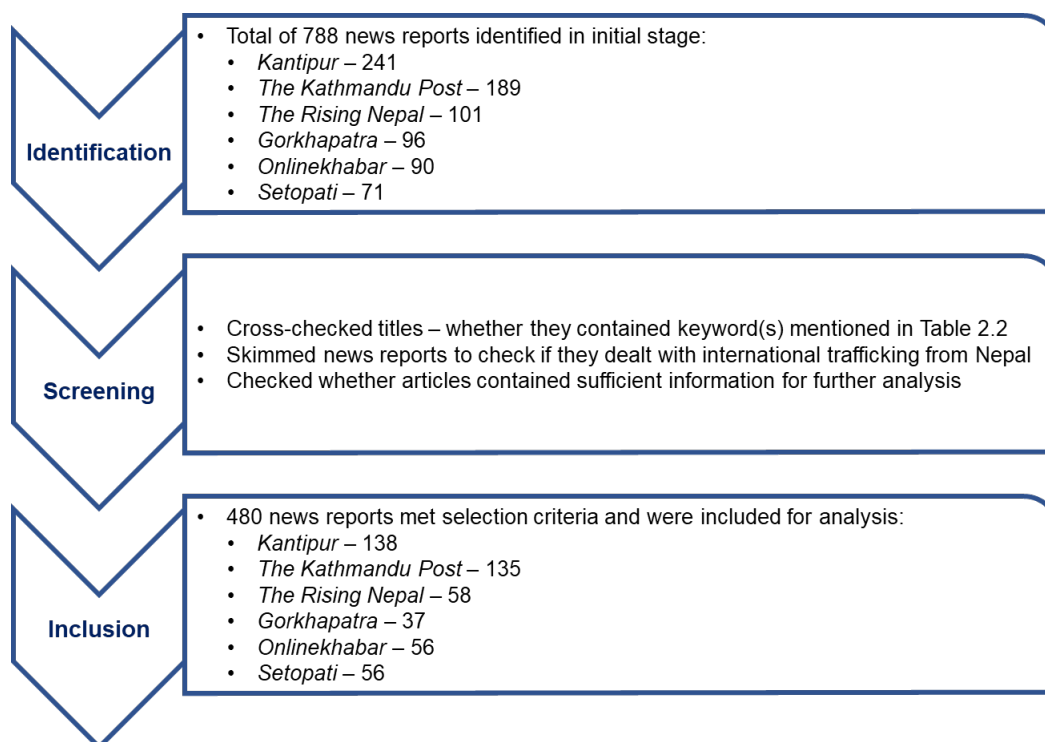 Identification
• Total of 788 news reports identified in initial stage:
• Kantipur – 241
• The Kathmandu Post – 189
• The Rising Nepal – 101
• Gorkhapatra – 96
• Onlinekhabar – 90
• Setopati – 71
Screening
• Cross-checked titles – whether they contained keyword(s) mentioned in Table 2.2
• Skimmed news reports to check if they dealt with international trafficking from Nepal
• Checked whether articles contained sufficient information for further analysis
Inclusion
• 480 news reports met selection criteria and were included for analysis:
• Kantipur – 138
• The Kathmandu Post – 135
• The Rising Nepal – 58
• Gorkhapatra – 37
• Onlinekhabar – 56
• Setopati – 56